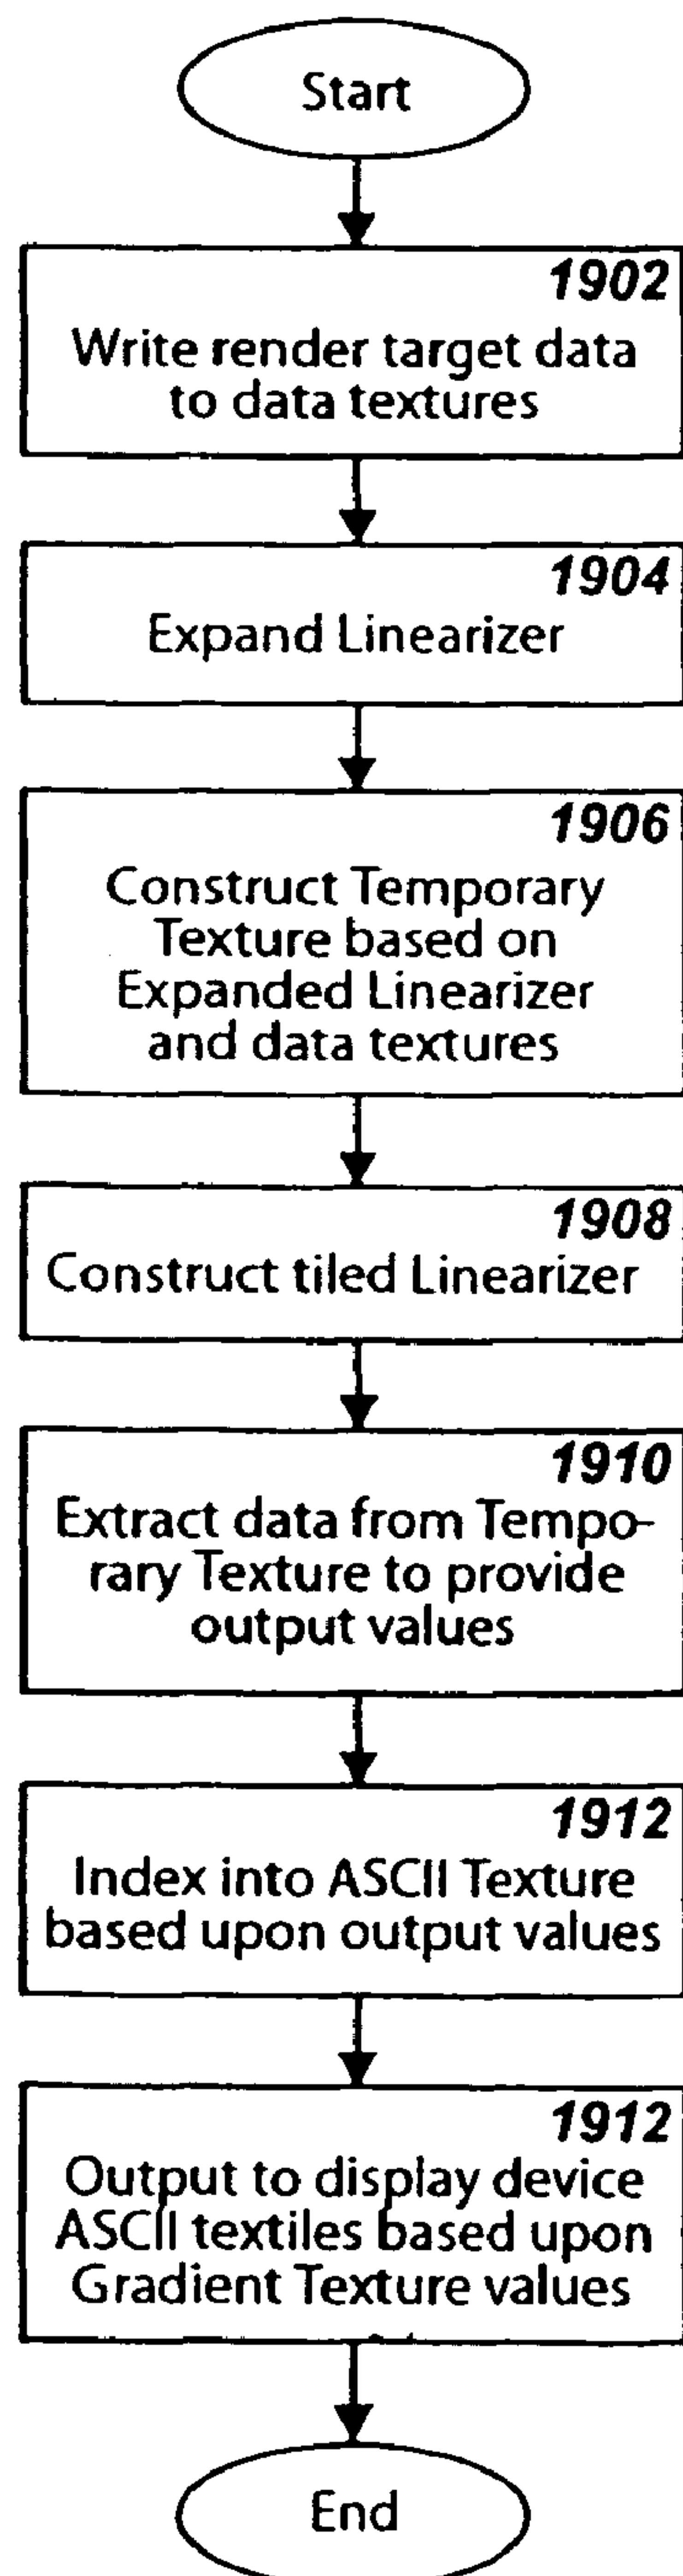 Start
1902
Write render target data
to data textures
1904
Expand Linearizer
1906
Construct Temporary
Texture based on
Expanded Linearizer
and data textures
1908
Construct tiled Linearizer
1910
Extract data from Tempo-
rary Texture to provide
output values
1912
Index into ASCII Texture
based upon output values
1912
Output to display device
ASCII textiles based upon
Gradient Texture values
End